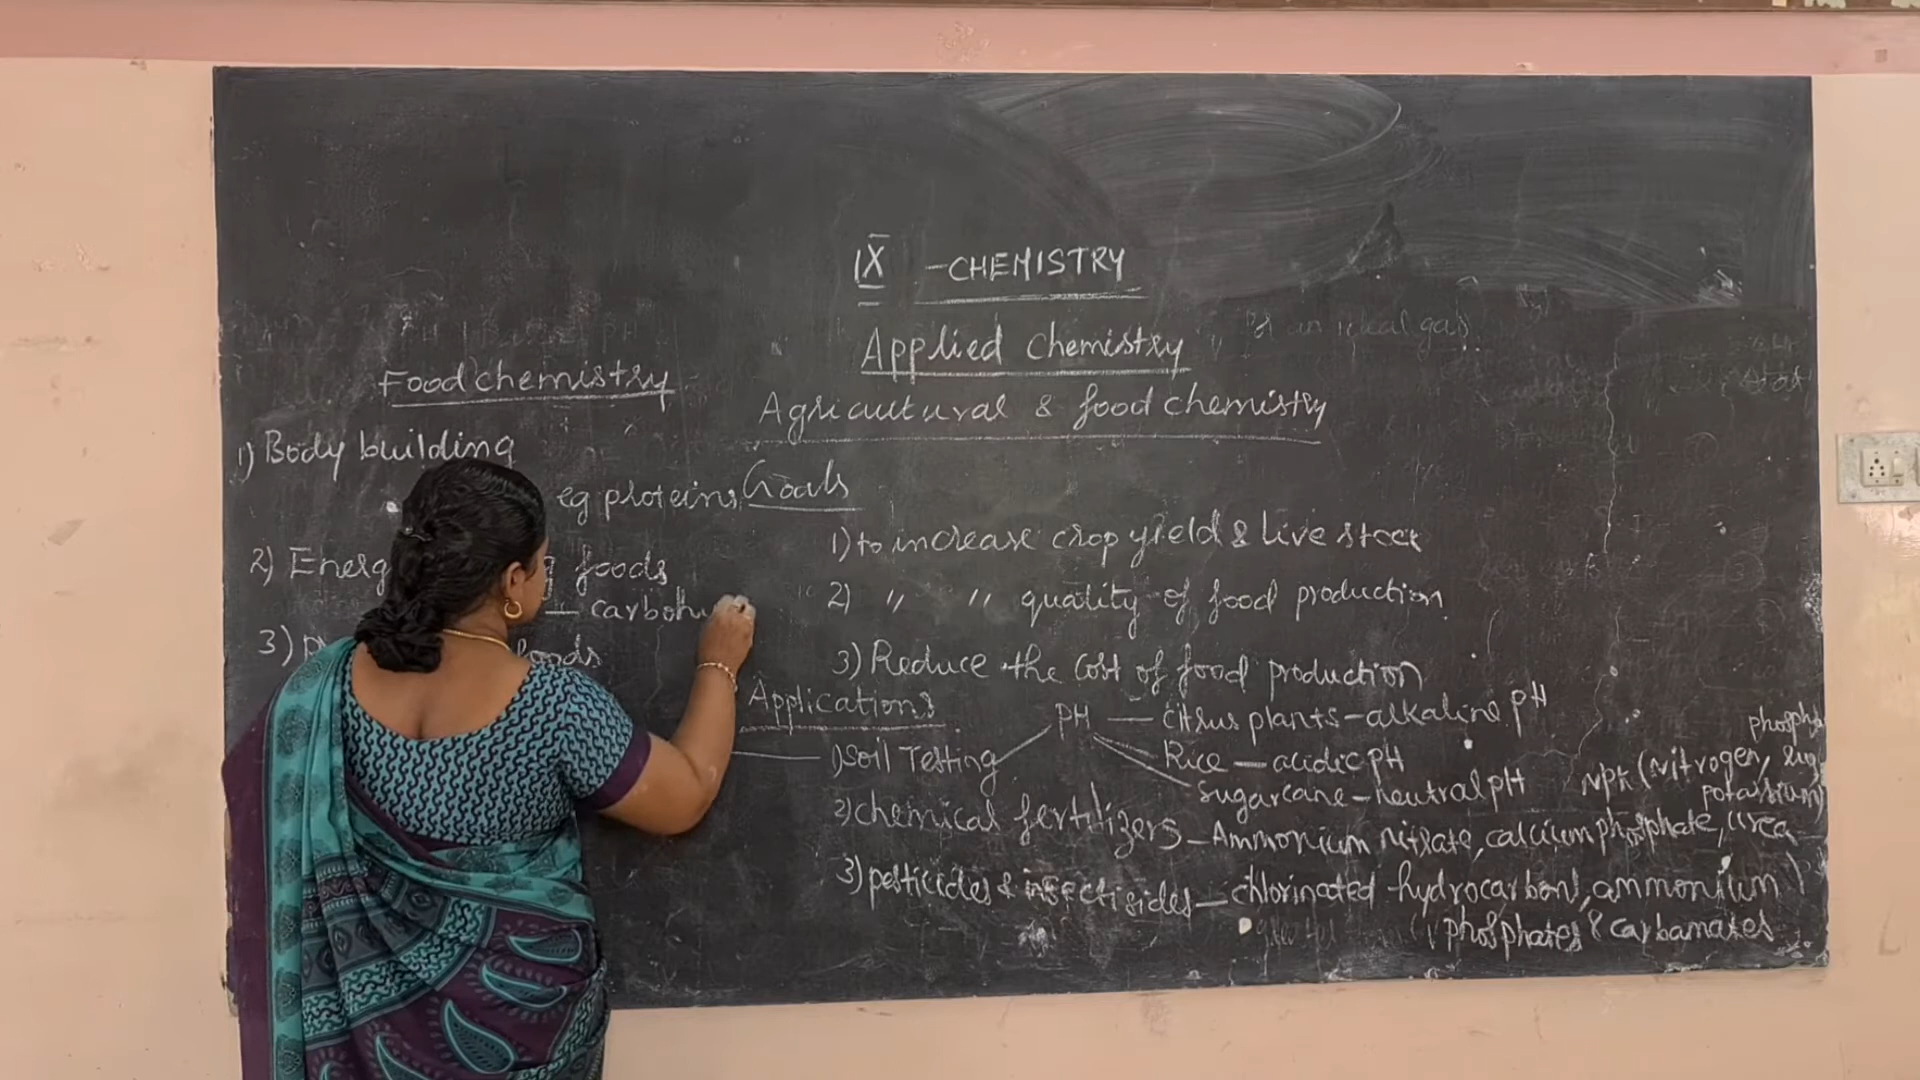 IX - CHEMISTRY
Applied chemistry
Agricultural & food chemistry
Food chemistry
1) Body building
eg proteins
2) Energ foods
— carbohy
3) foods
Goals
1) to increase crop yield & Live stock
2) " " quality of food production
3) Reduce the cost of food production
Applications
1) Soil Testing
PH — citrus plants - alkaline pH
Rice — acidic pH
Sugarcane - neutral pH
NPK (Nitrogen,
potassium)
2) chemical fertilizers - Ammonium nitrate, calcium phosphate, urea
3) pesticides & insectisides - chlorinated hydrocarbons, ammonium
phosphates & carbamates